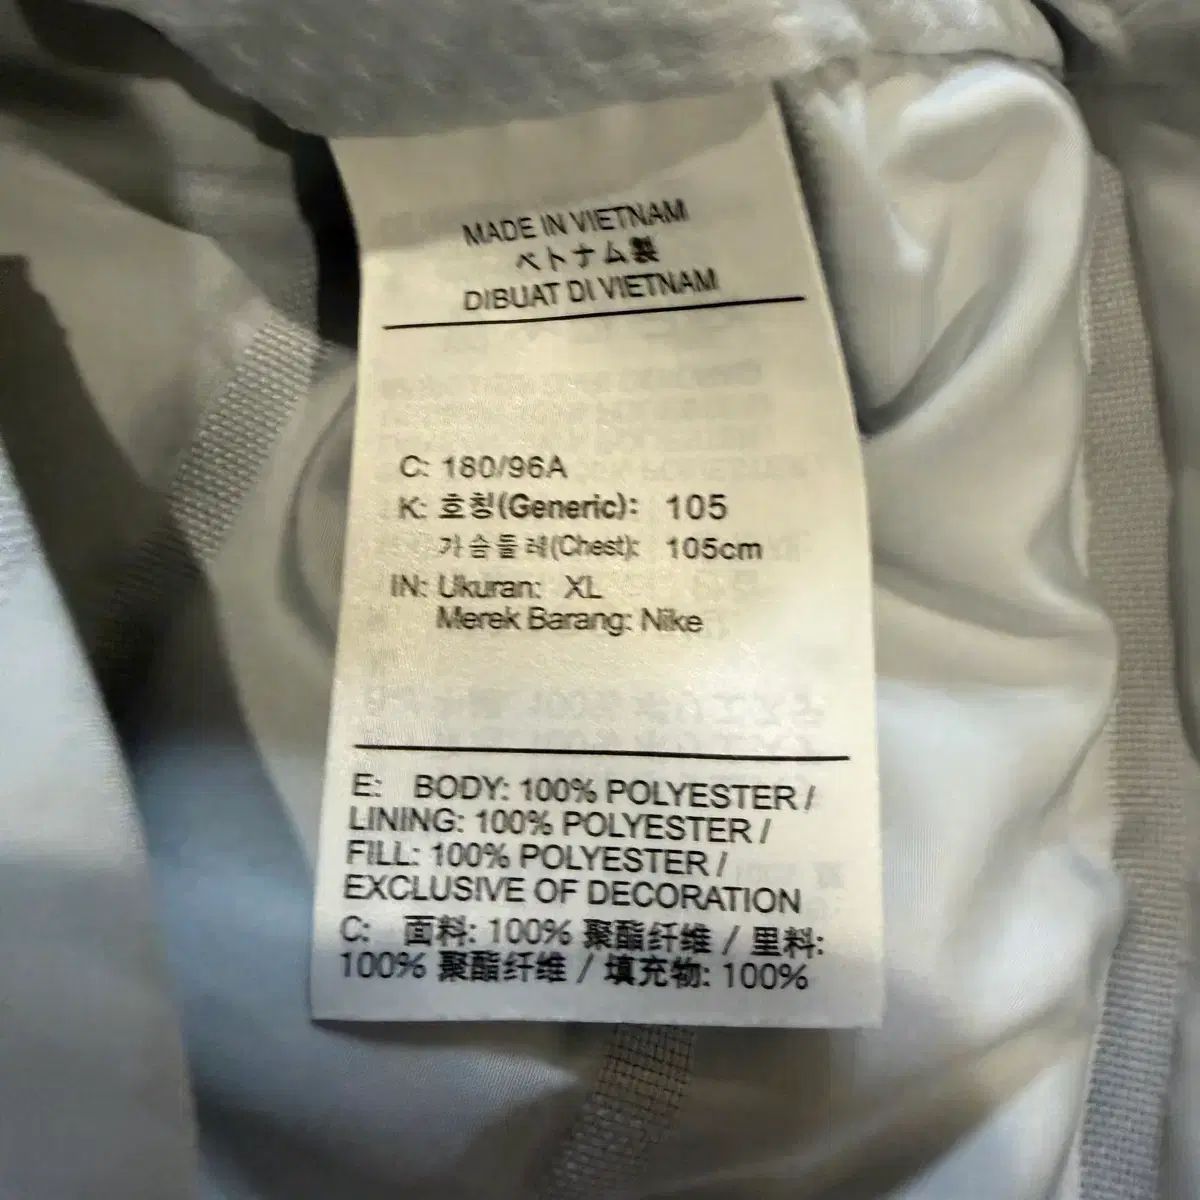 MADE IN VIETNAM
ベトナム製
DIBUAT DI VIETNAM
C: 180/96A
K: 호칭(Generic): 105
가슴둘레(Chest): 105cm
IN: Ukuran: XL
Merek Barang: Nike
E: BODY: 100% POLYESTER /
LINING: 100% POLYESTER /
FILL: 100% POLYESTER /
EXCLUSIVE OF DECORATION
C: 面料: 100% 聚酯纤维 / 里料:
100% 聚酯纤维 / 填充物: 100%